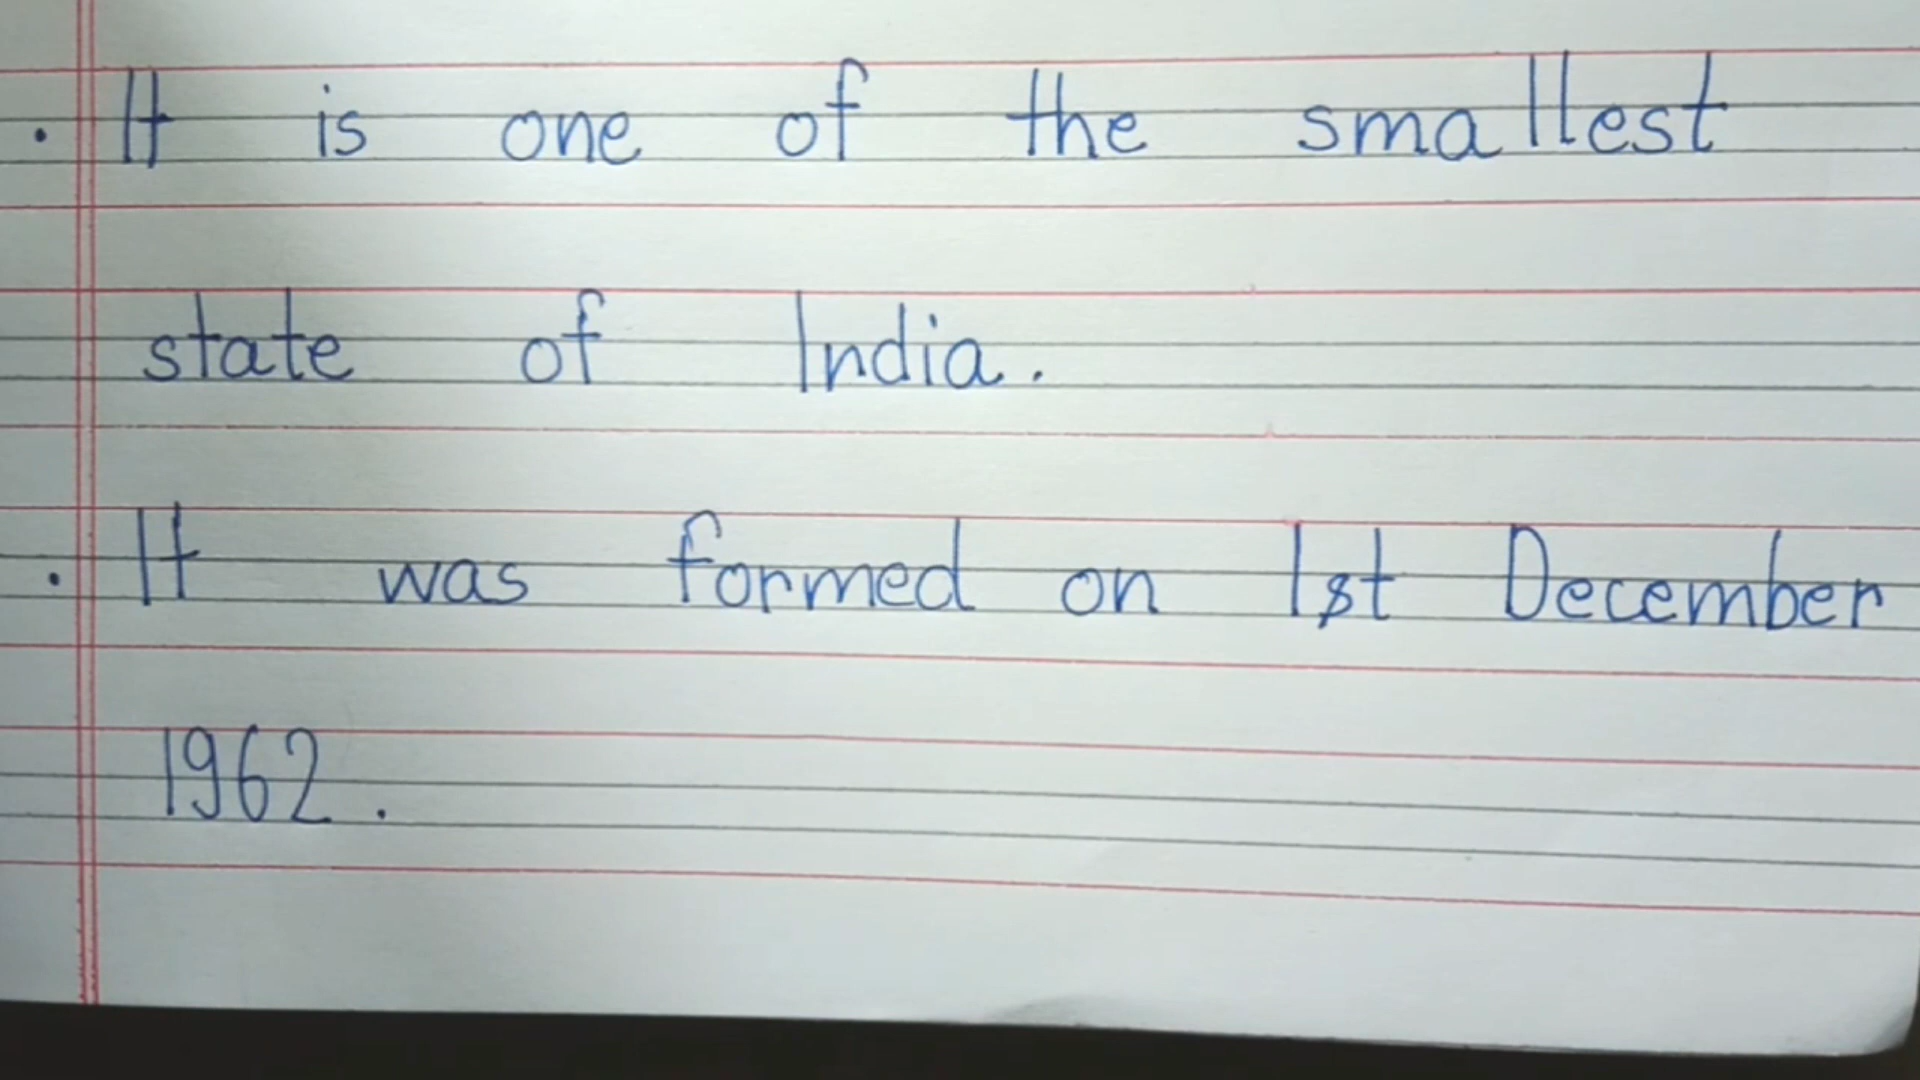 . It is one of the smallest
state of India.
. It was formed on 1st December
1962.